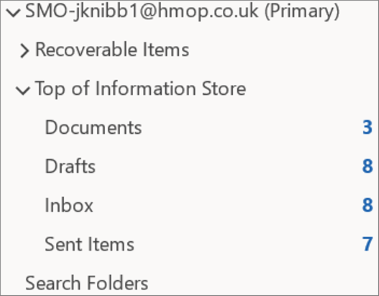 SMO-jknibb1@hmop.co.uk (Primary)
Recoverable Items
Top of Information Store
Documents 3
Drafts 8
Inbox 8
Sent Items 7
Search Folders